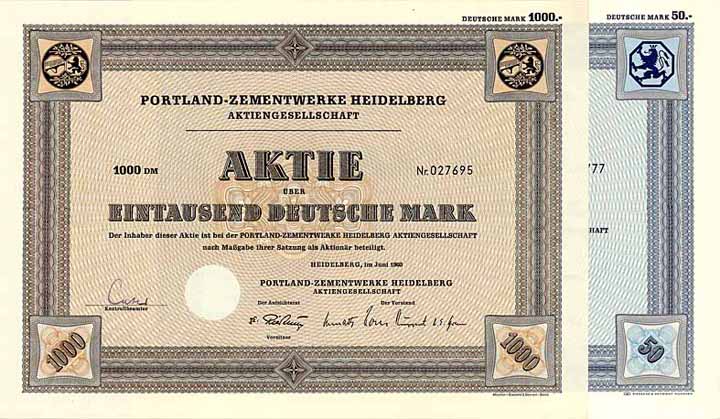 DEUTSCHE MARK 1000.-
DEUTSCHE MARK 50.-
PORTLAND-ZEMENTWERKE HEIDELBERG
AKTIENGESELLSCHAFT
1000 DM
AKTIE
Nr. 027695
77
ÜBER
EINTAUSEND DEUTSCHE MARK
Der Inhaber dieser Aktie ist bei der PORTLAND-ZEMENTWERKE HEIDELBERG AKTIENGESELLSCHAFT
HAFT
nach Maßgabe ihrer Satzung als Aktionär beteiligt.
HEIDELBERG, im Juni 1960
PORTLAND-ZEMENTWERKE HEIDELBERG
AKTIENGESELLSCHAFT
Der Aufsichtsrat
Der Vorstand
Kontrollbeamter
Vorsitzer
1000
1000
50